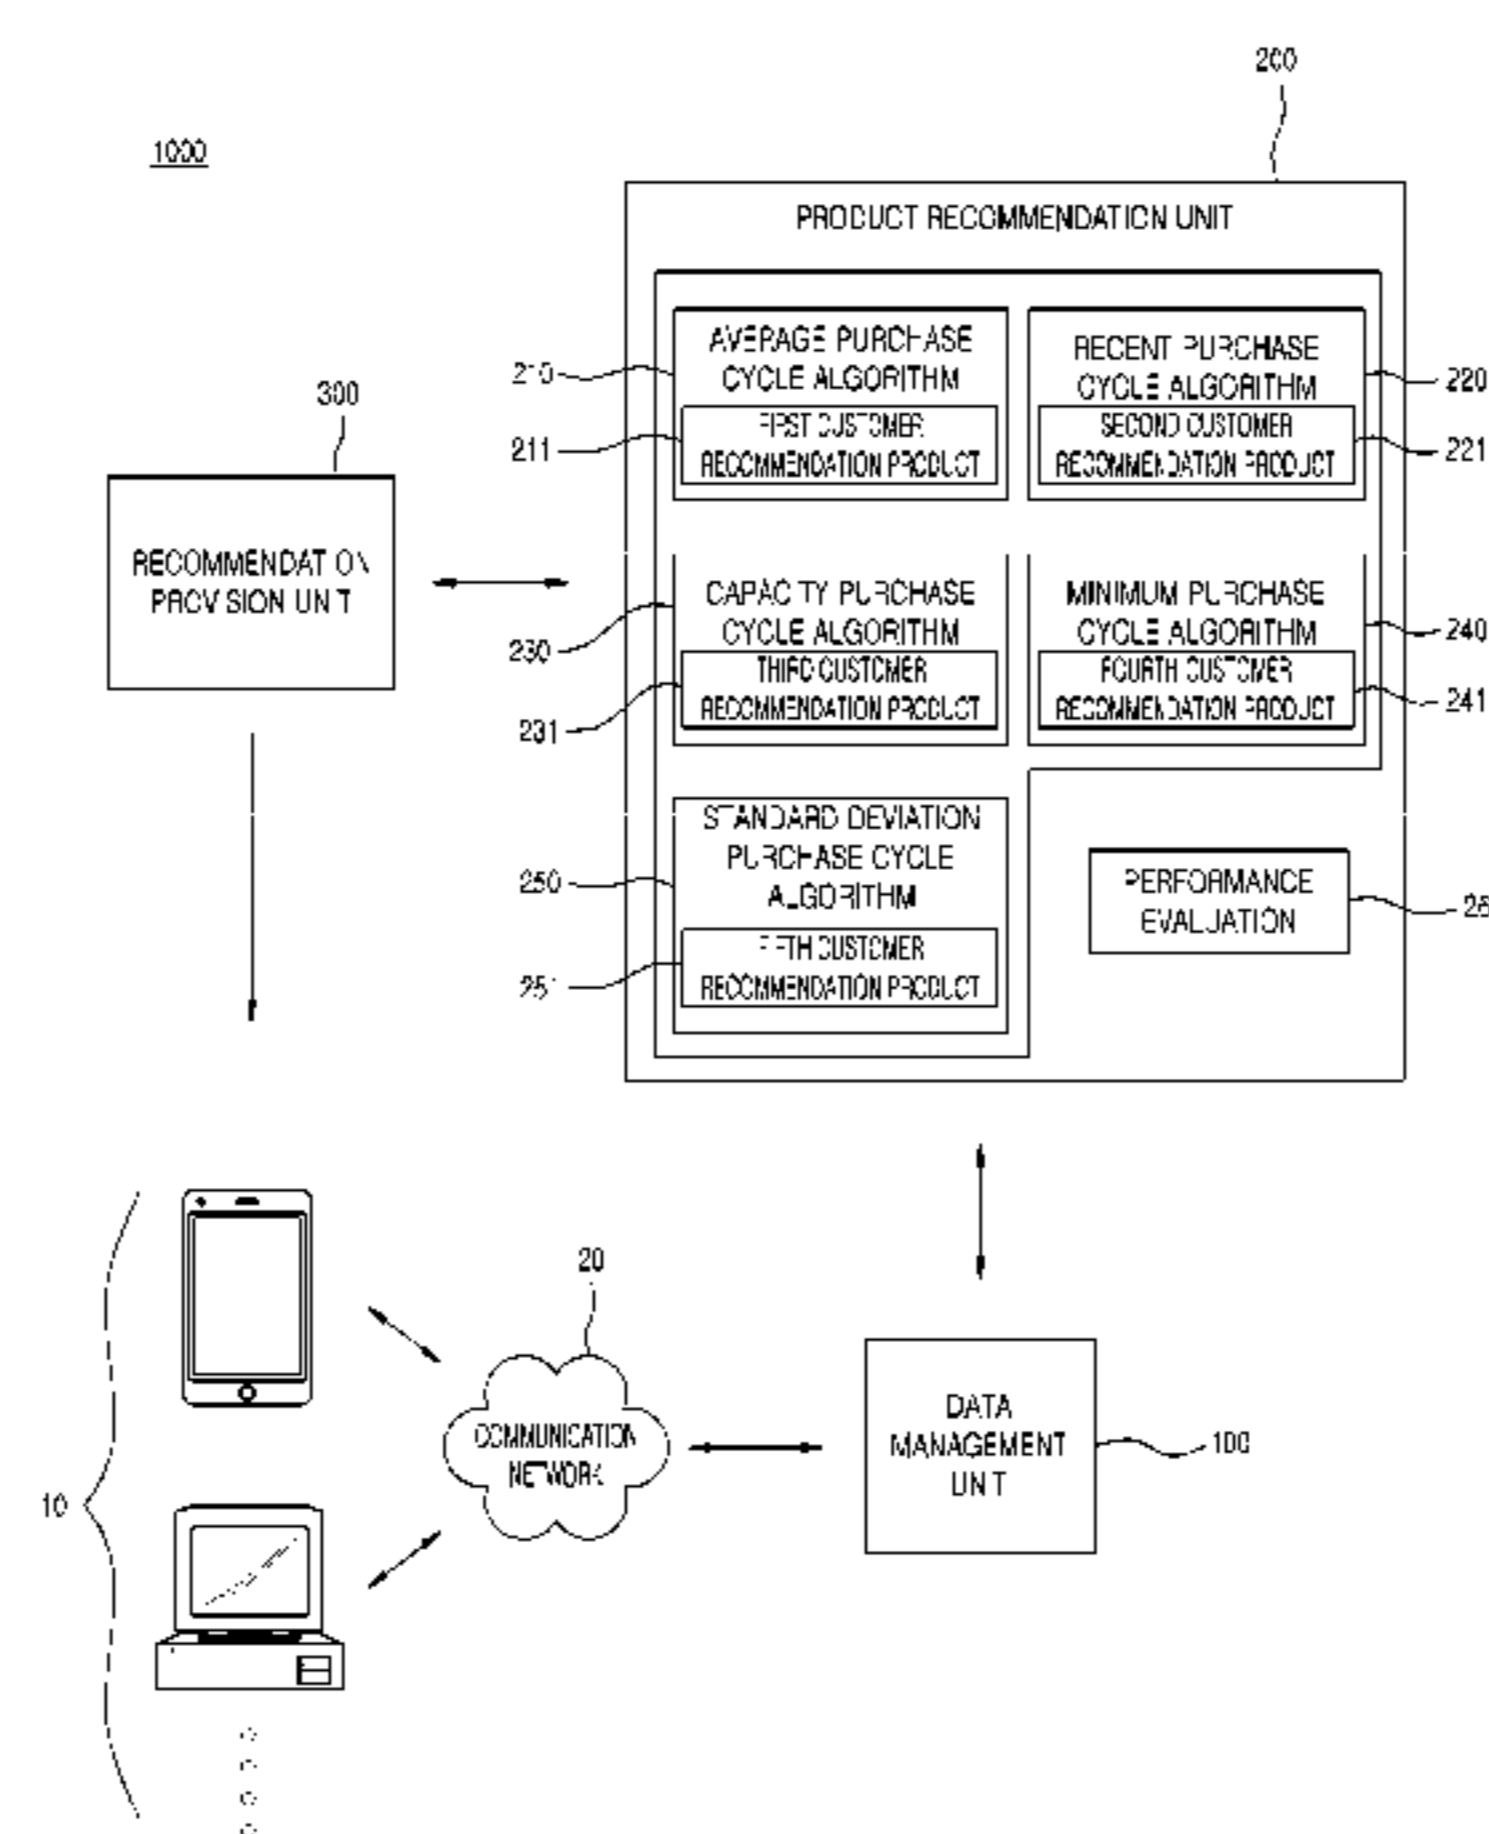 200
1000
PRODUCT RECOMMENDATION UNIT
AVERAGE PURCHASE
CYCLE ALGORITHM
210
FIRST CUSTOMER
RECOMMENDATION PRODUCT
211
RECENT PURCHASE
CYCLE ALGORITHM
220
SECOND CUSTOMER
RECOMMENDATION PRODUCT
221
300
RECOMMENDATION
PROVISION UNIT
CAPACITY PURCHASE
CYCLE ALGORITHM
230
THIRD CUSTOMER
RECOMMENDATION PRODUCT
231
MINIMUM PURCHASE
CYCLE ALGORITHM
240
FOURTH CUSTOMER
RECOMMENDATION PRODUCT
241
STANDARD DEVIATION
PURCHASE CYCLE
ALGORITHM
250
FIFTH CUSTOMER
RECOMMENDATION PRODUCT
251
PERFORMANCE
EVALUATION
20
COMMUNICATION
NETWORK
DATA
MANAGEMENT
UNIT
100
10